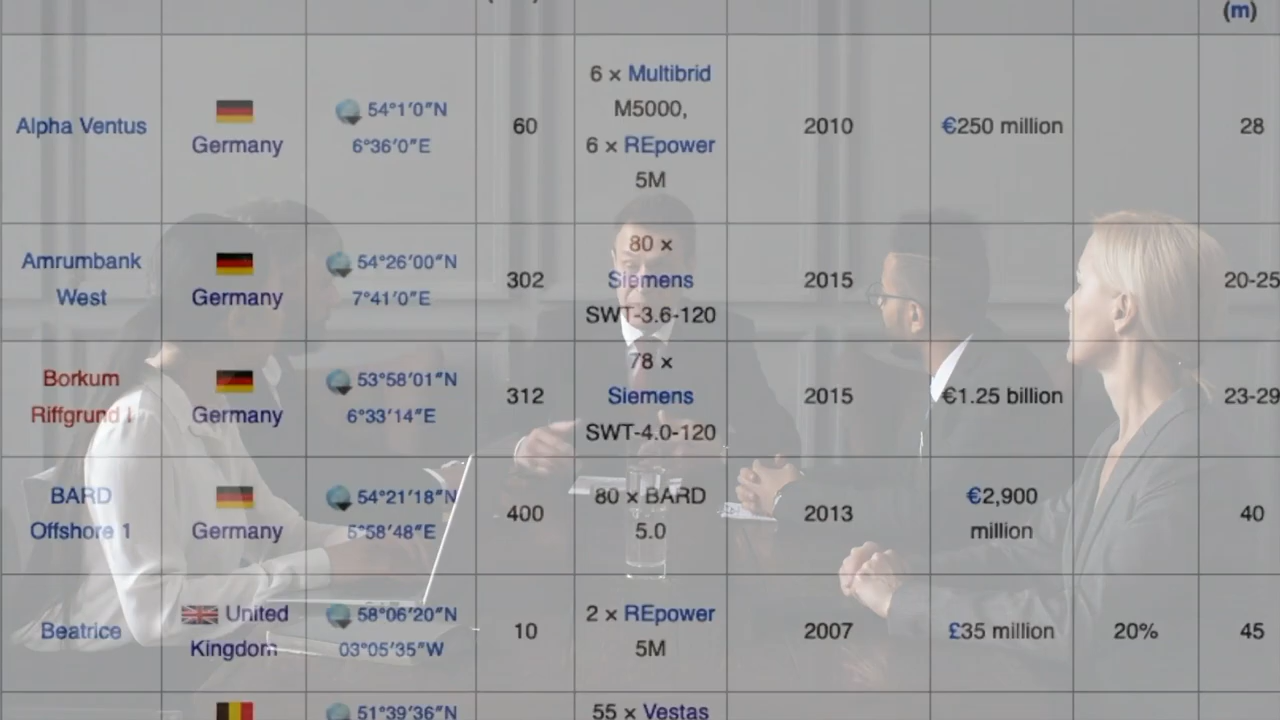 (m)
Alpha Ventus
Germany
54°1′0″N
6°36′0″E
60
6 × Multibrid
M5000,
6 × REpower
5M
2010
€250 million
28
Amrumbank
West
Germany
54°26′00″N
7°41′0″E
302
80 ×
Siemens
SWT-3.6-120
2015
20-25
Borkum
Riffgrund I
Germany
53°58′01″N
6°33′14″E
312
78 ×
Siemens
SWT-4.0-120
2015
€1.25 billion
23-29
BARD
Offshore 1
Germany
54°21′18″N
5°58′48″E
400
80 × BARD
5.0
2013
€2,900
million
40
Beatrice
United
Kingdom
58°06′20″N
03°05′35″W
10
2 × REpower
5M
2007
£35 million
20%
45
51°39′36″N
55 × Vestas